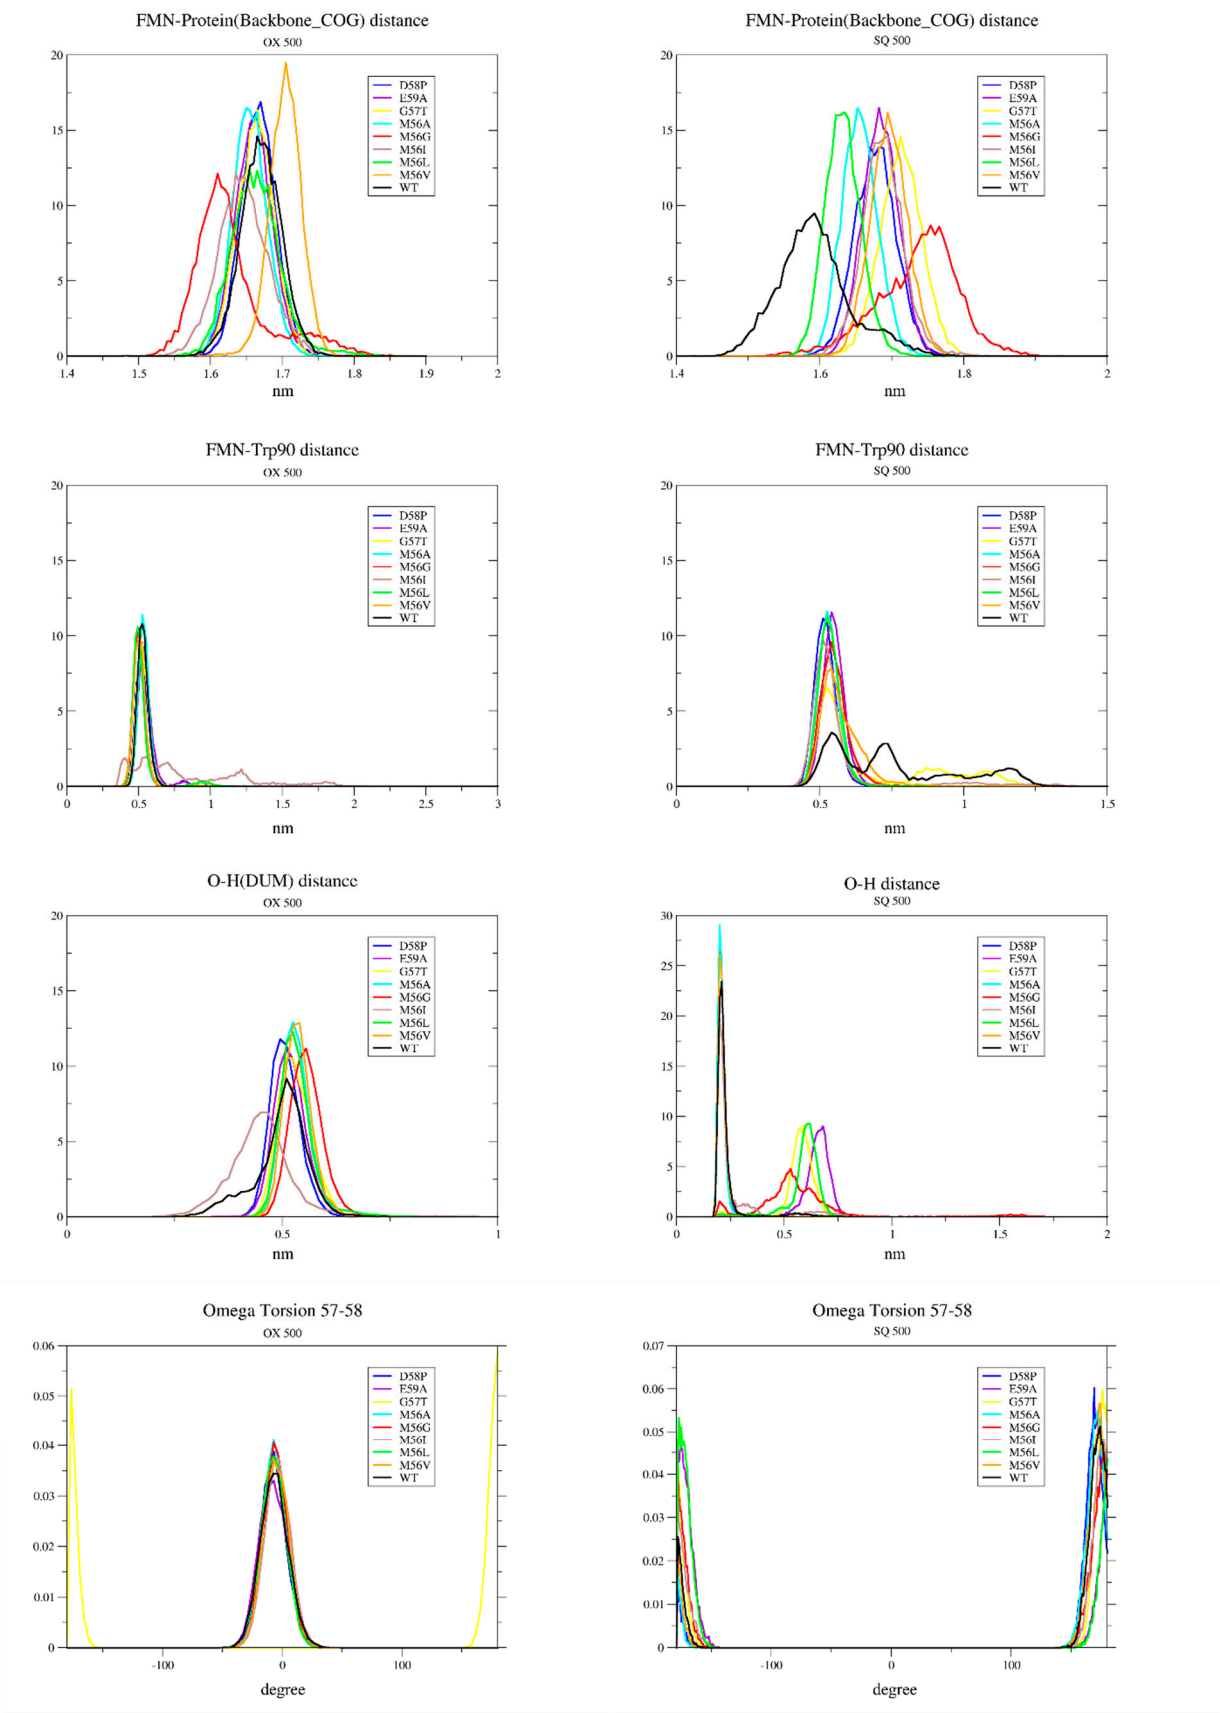 FMN-Protein(Backbone_COG) distance
OX 500
20
15
10
5
0
1.4 1.5 1.6 1.7 1.8 1.9 2
nm
D58P
E59A
G57T
M56A
M56G
M56I
M56L
M56V
WT
FMN-Protein(Backbone_COG) distance
SQ 500
20
15
10
5
0
1.4 1.6 1.8 2
nm
D58P
E59A
G57T
M56A
M56G
M56I
M56L
M56V
WT
FMN-Trp90 distance
OX 500
20
15
10
5
0
0 0.5 1 1.5 2 2.5 3
nm
D58P
E59A
G57T
M56A
M56G
M56I
M56L
M56V
WT
FMN-Trp90 distance
SQ 500
20
15
10
5
0
0 0.5 1 1.5
nm
D58P
E59A
G57T
M56A
M56G
M56I
M56L
M56V
WT
O-H(DUM) distance
OX 500
20
15
10
5
0
0 0.5 1
nm
D58P
E59A
G57T
M56A
M56G
M56I
M56L
M56V
WT
O-H distance
SQ 500
30
25
20
15
10
5
0
0 0.5 1 1.5 2
nm
D58P
E59A
G57T
M56A
M56G
M56I
M56L
M56V
WT
Omega Torsion 57-58
OX 500
0.06
0.05
0.04
0.03
0.02
0.01
0
-100 0 100
degree
D58P
E59A
G57T
M56A
M56G
M56I
M56L
M56V
WT
Omega Torsion 57-58
SQ 500
0.07
0.06
0.05
0.04
0.03
0.02
0.01
0
-100 0 100
degree
D58P
E59A
G57T
M56A
M56G
M56I
M56L
M56V
WT